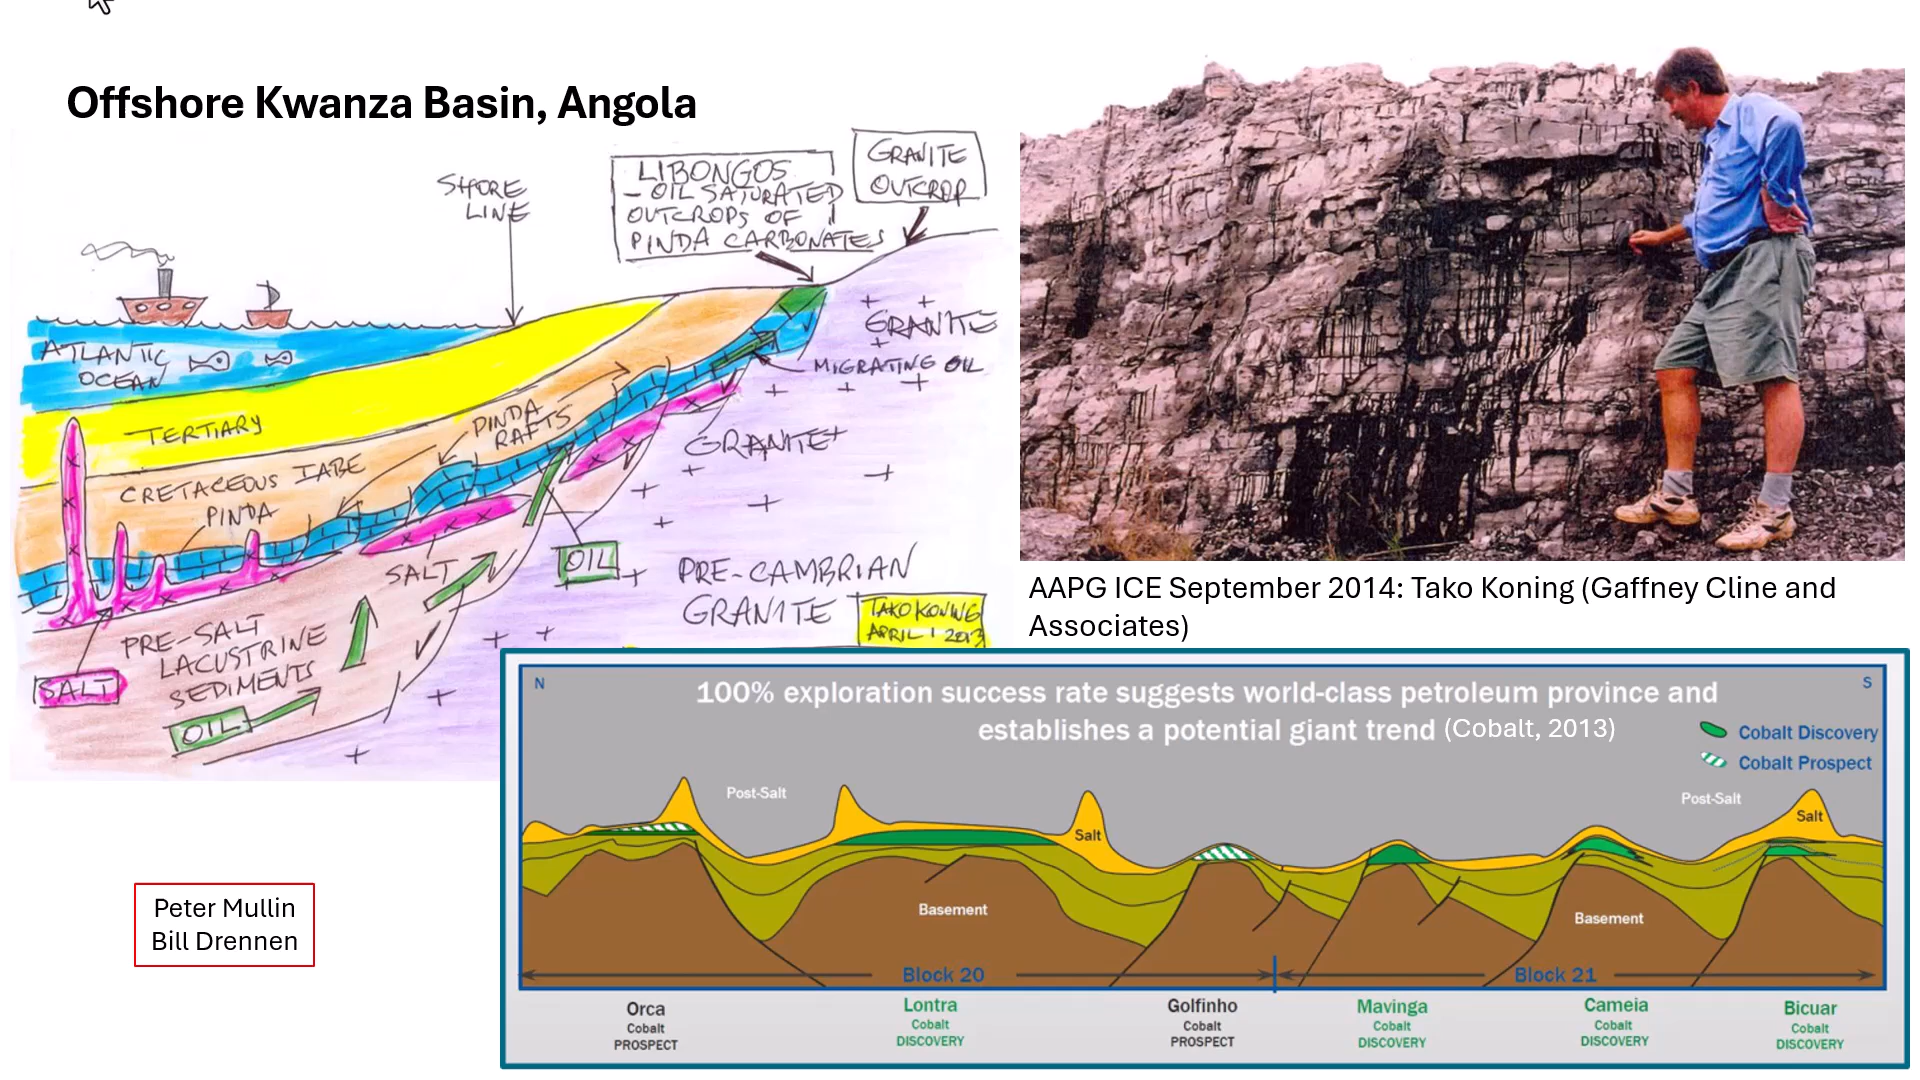 Offshore Kwanza Basin, Angola
SHORE
LINE
LIBONGOS
- OIL SATURATED
OUTCROPS OF
PINDA CARBONATES
GRANITE
OUTCROP
ATLANTIC
OCEAN
GRANITE
MIGRATING OIL
TERTIARY
PINDA
RAFTS
GRANITE
CRETACEOUS IABE
PINDA
SALT
OIL
PRE-CAMBRIAN
GRANITE
TAKO KONING
APRIL 1 2013
PRE-SALT
LACUSTRINE
SEDIMENTS
SALT
OIL
AAPG ICE September 2014: Tako Koning (Gaffney Cline and
Associates)
Peter Mullin
Bill Drennen
N
S
100% exploration success rate suggests world-class petroleum province and
establishes a potential giant trend (Cobalt, 2013)
Cobalt Discovery
Cobalt Prospect
Post-Salt
Post-Salt
Salt
Salt
Basement
Basement
Block 20
Block 21
Orca
Cobalt
PROSPECT
Lontra
Cobalt
DISCOVERY
Golfinho
Cobalt
PROSPECT
Mavinga
Cobalt
DISCOVERY
Cameia
Cobalt
DISCOVERY
Bicuar
Cobalt
DISCOVERY